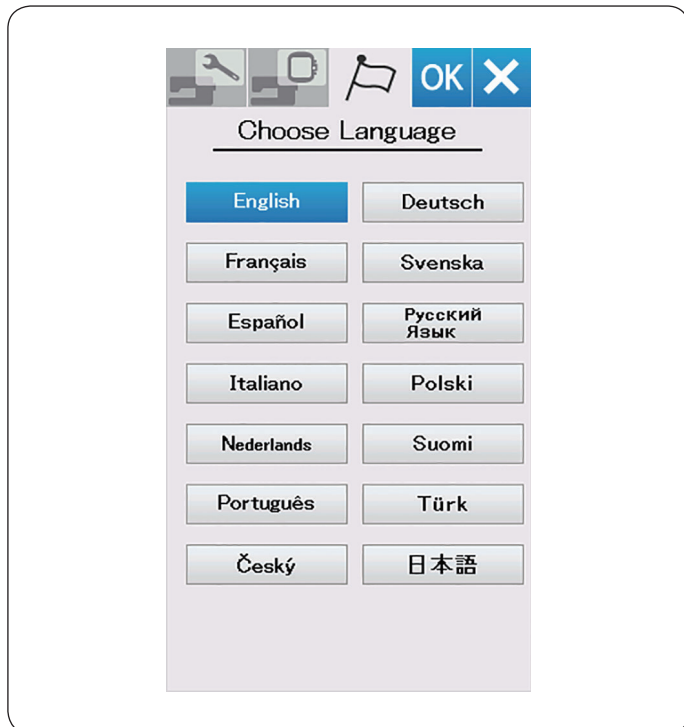 OK
Choose Language
English
Deutsch
Français
Svenska
Español
Русский
Язык
Italiano
Polski
Nederlands
Suomi
Português
Türk
Český
日本語